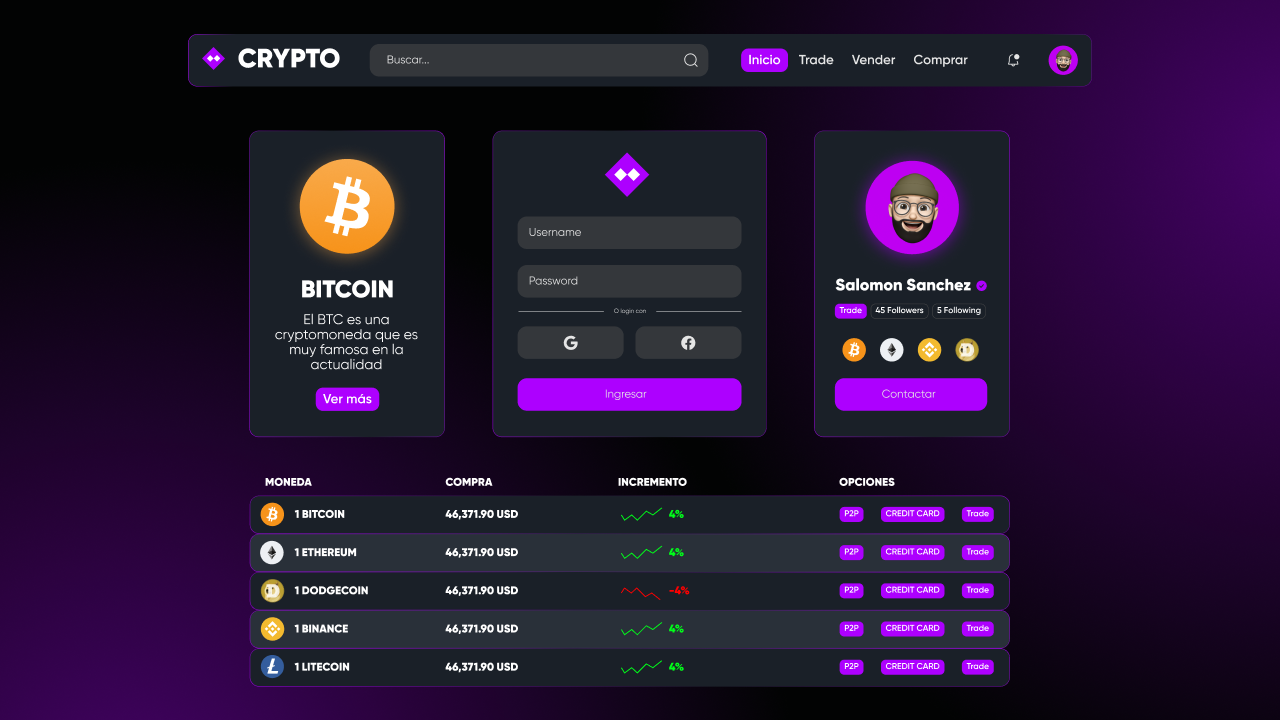 CRYPTO
Buscar...
Inicio
Trade
Vender
Comprar
BITCOIN
El BTC es una
cryptomoneda que es
muy famosa en la
actualidad
Ver más
Username
Password
O login con
Ingresar
Salomon Sanchez
Trade
45 Followers
5 Following
Contactar
MONEDA COMPRA INCREMENTO OPCIONES
1 BITCOIN 46,371.90 USD 4% P2P CREDIT CARD Trade
1 ETHEREUM 46,371.90 USD 4% P2P CREDIT CARD Trade
1 DODGECOIN 46,371.90 USD -4% P2P CREDIT CARD Trade
1 BINANCE 46,371.90 USD 4% P2P CREDIT CARD Trade
1 LITECOIN 46,371.90 USD 4% P2P CREDIT CARD Trade